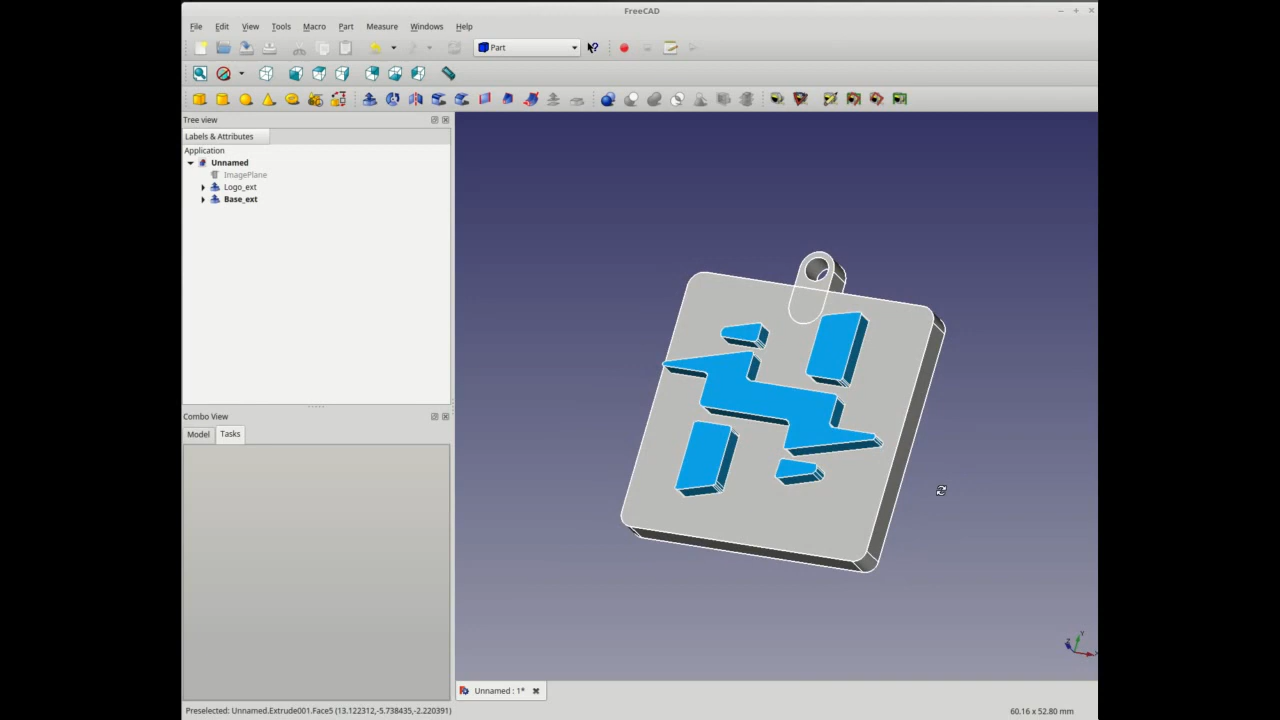 FreeCAD
File Edit View Tools Macro Part Measure Windows Help
Part
Tree view
Labels & Attributes
Application
Unnamed
ImagePlane
Logo_ext
Base_ext
Combo View
Model Tasks
Y
Unnamed : 1*
Preselected: Unnamed.Extrude001.Face5 (13.122312,-5.738435,-2.220391)
60.16 x 52.80 mm